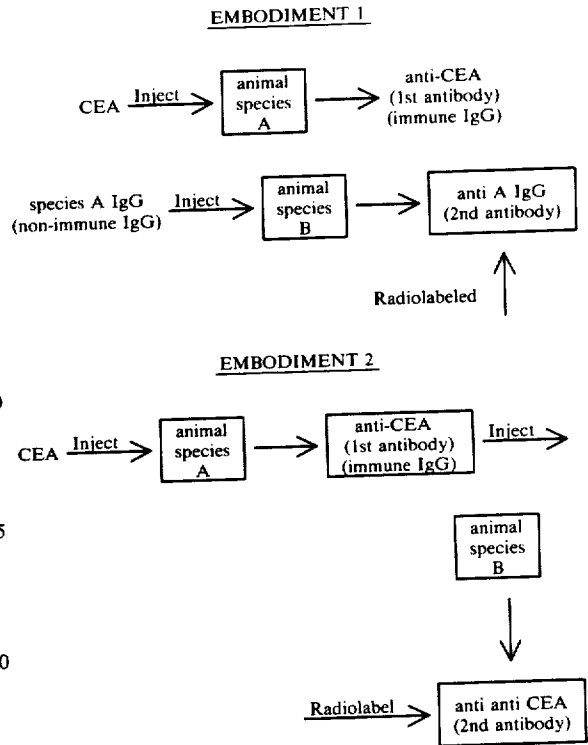 EMBODIMENT 1
CEA
Inject
animal
species
A
anti-CEA
(1st antibody)
(immune IgG)
species A IgG
(non-immune IgG)
Inject
animal
species
B
anti A IgG
(2nd antibody)
Radiolabeled
EMBODIMENT 2
CEA
Inject
animal
species
A
anti-CEA
(1st antibody)
(immune IgG)
Inject
5
animal
species
B
0
Radiolabel
anti anti CEA
(2nd antibody)